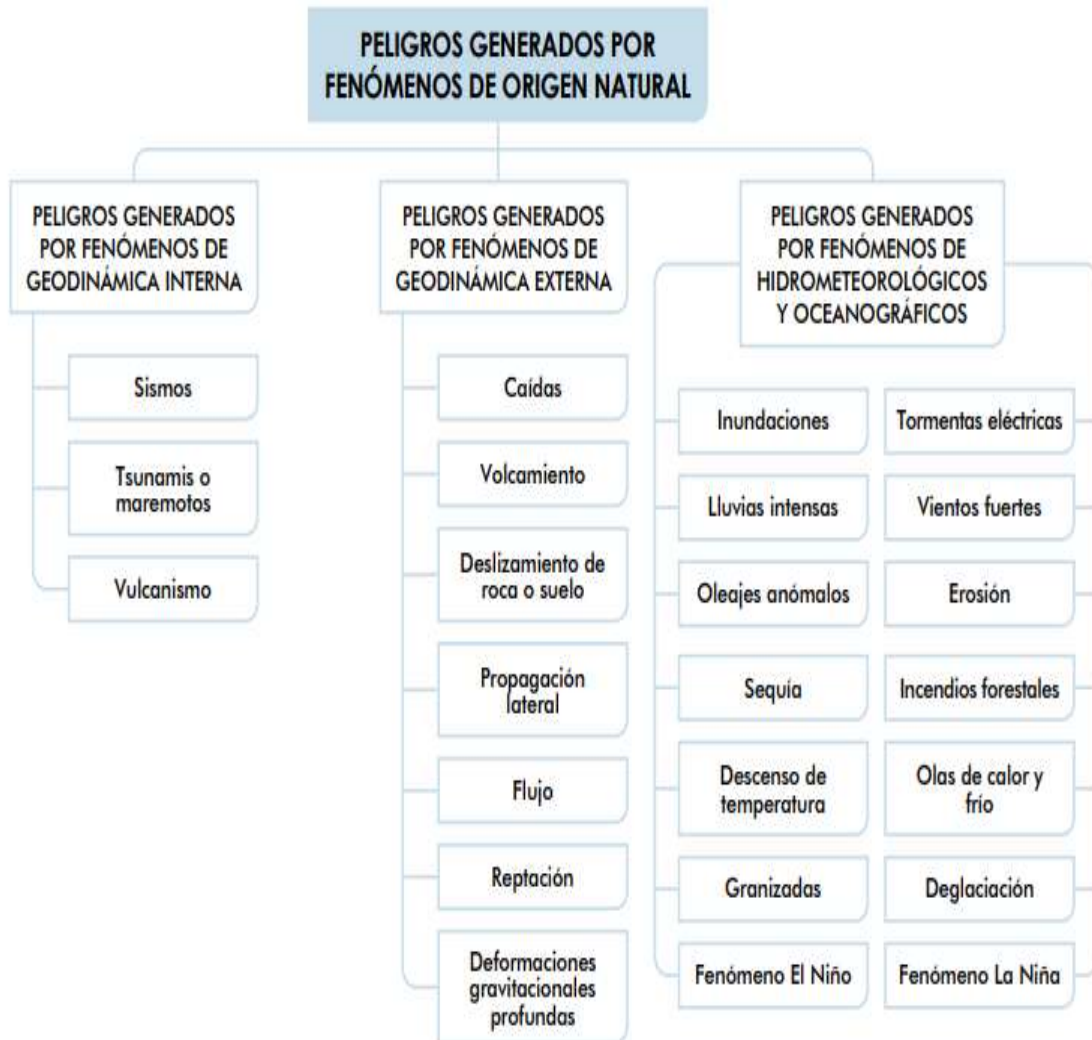 PELIGROS GENERADOS POR
FENÓMENOS DE ORIGEN NATURAL
PELIGROS GENERADOS
POR FENÓMENOS DE
GEODINÁMICA INTERNA
Sismos
Tsunamis o
maremotos
Vulcanismo
PELIGROS GENERADOS
POR FENÓMENOS DE
GEODINÁMICA EXTERNA
Caídas
Volcamiento
Deslizamiento de
roca o suelo
Propagación
lateral
Flujo
Reptación
Deformaciones
gravitacionales
profundas
PELIGROS GENERADOS
POR FENÓMENOS DE
HIDROMETEOROLÓGICOS
Y OCEANOGRÁFICOS
Inundaciones
Tormentas eléctricas
Lluvias intensas
Vientos fuertes
Oleajes anómalos
Erosión
Sequía
Incendios forestales
Descenso de
temperatura
Olas de calor y
frío
Granizadas
Deglaciación
Fenómeno El Niño
Fenómeno La Niña